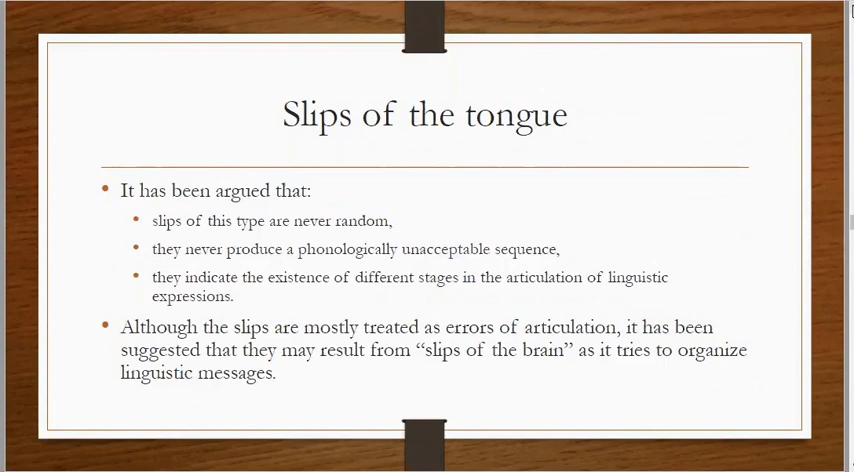 Slips of the tongue
• It has been argued that:
• slips of this type are never random,
• they never produce a phonologically unacceptable sequence,
• they indicate the existence of different stages in the articulation of linguistic
expressions.
• Although the slips are mostly treated as errors of articulation, it has been
suggested that they may result from “slips of the brain” as it tries to organize
linguistic messages.